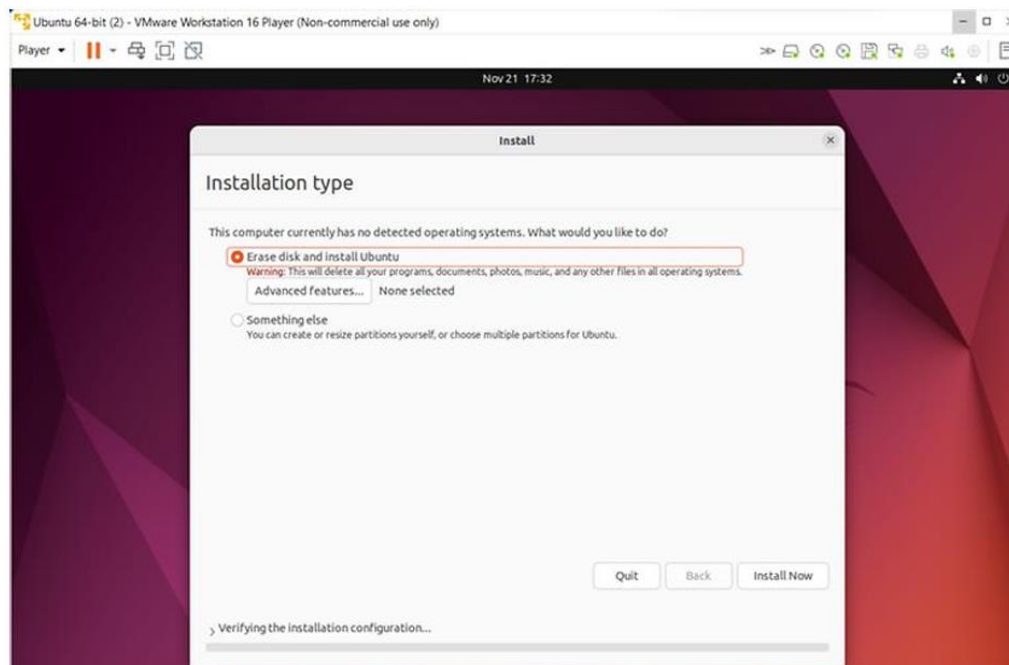 Ubuntu 64-bit (2) - VMware Workstation 16 Player (Non-commercial use only)
Player
Nov 21 17:32
Install
Installation type
This computer currently has no detected operating systems. What would you like to do?
Erase disk and install Ubuntu
Warning: This will delete all your programs, documents, photos, music, and any other files in all operating systems.
Advanced features... None selected
Something else
You can create or resize partitions yourself, or choose multiple partitions for Ubuntu.
Quit Back Install Now
Verifying the installation configuration...